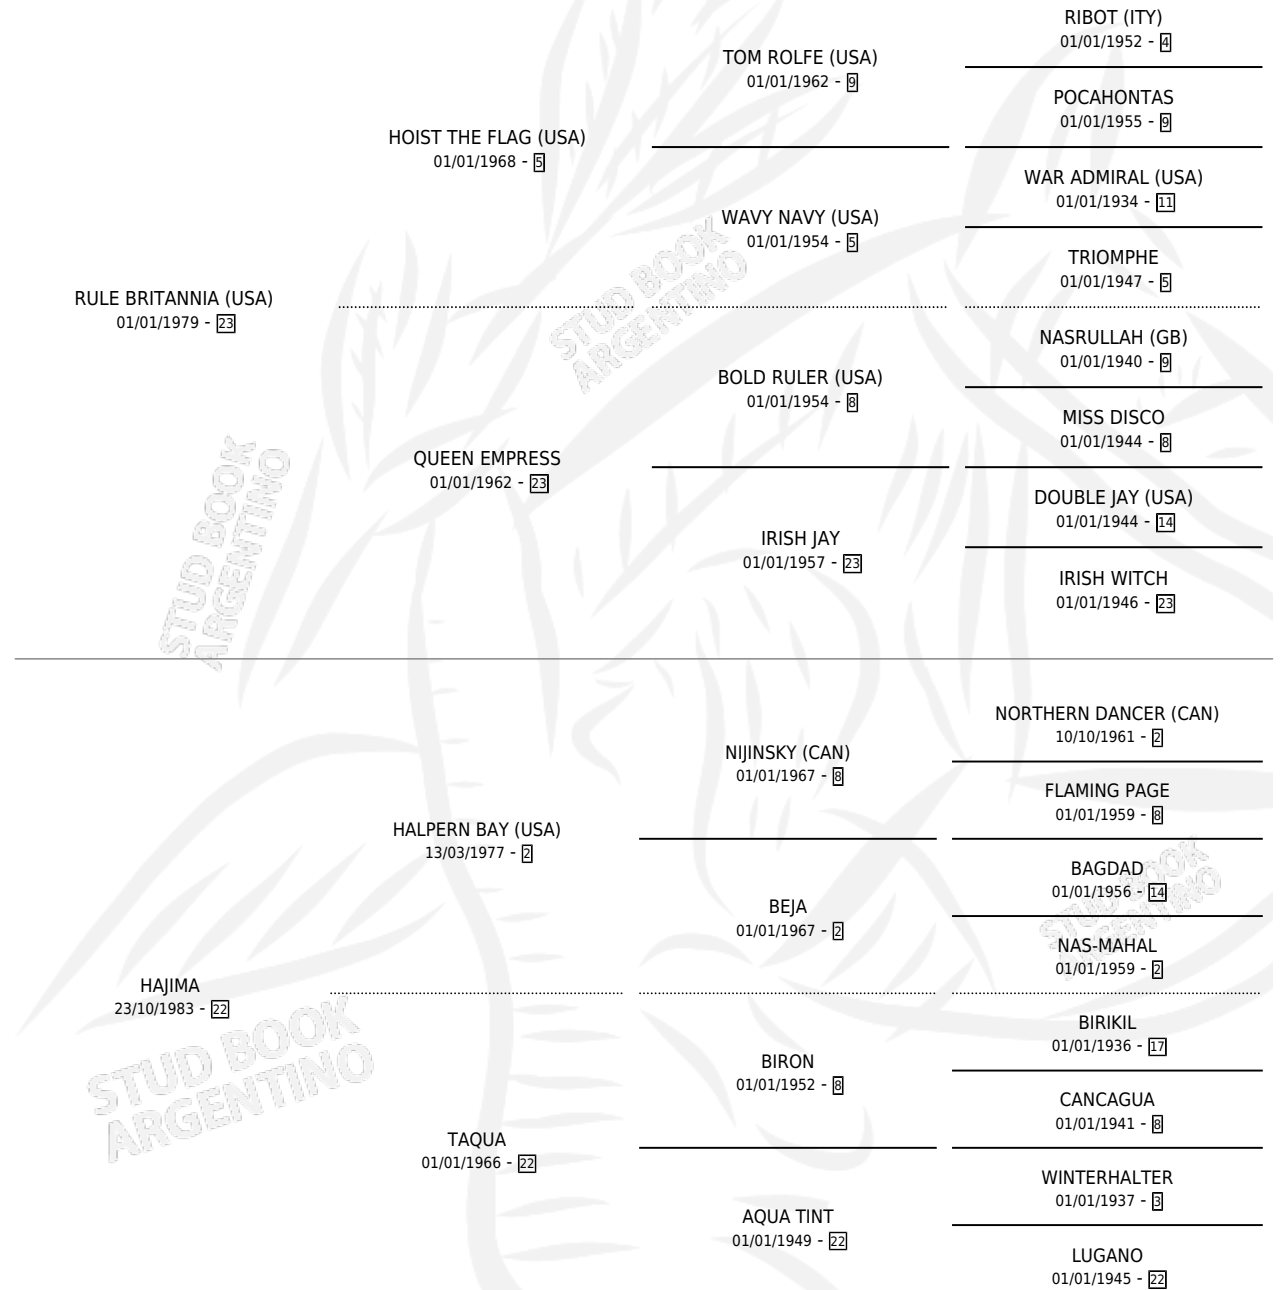 RIBOT (ITY)
01/01/1952 - 4
TOM ROLFE (USA)
01/01/1962 - 9
POCAHONTAS
01/01/1955 - 9
HOIST THE FLAG (USA)
01/01/1968 - 5
WAR ADMIRAL (USA)
01/01/1934 - 11
WAVY NAVY (USA)
01/01/1954 - 5
TRIOMPHE
01/01/1947 - 5
RULE BRITANNIA (USA)
01/01/1979 - 23
STUD BOOK
ARGENTINO
NASRULLAH (GB)
01/01/1940 - 9
BOLD RULER (USA)
01/01/1954 - 8
MISS DISCO
01/01/1944 - 8
QUEEN EMPRESS
01/01/1962 - 23
DOUBLE JAY (USA)
01/01/1944 - 14
IRISH JAY
01/01/1957 - 23
IRISH WITCH
01/01/1946 - 23
STUD BOOK
ARGENTINO
NORTHERN DANCER (CAN)
10/10/1961 - 2
NIJINSKY (CAN)
01/01/1967 - 8
FLAMING PAGE
01/01/1959 - 8
HALPERN BAY (USA)
13/03/1977 - 2
BAGDAD
01/01/1956 - 14
BEJA
01/01/1967 - 2
NAS-MAHAL
01/01/1959 - 2
STUD BOOK
ARGENTINO
HAJIMA
23/10/1983 - 22
BIRIKIL
01/01/1936 - 17
BIRON
01/01/1952 - 8
CANCAGUA
01/01/1941 - 8
STUD BOOK
ARGENTINO
TAQUA
01/01/1966 - 22
WINTERHALTER
01/01/1937 - 3
AQUA TINT
01/01/1949 - 22
LUGANO
01/01/1945 - 22